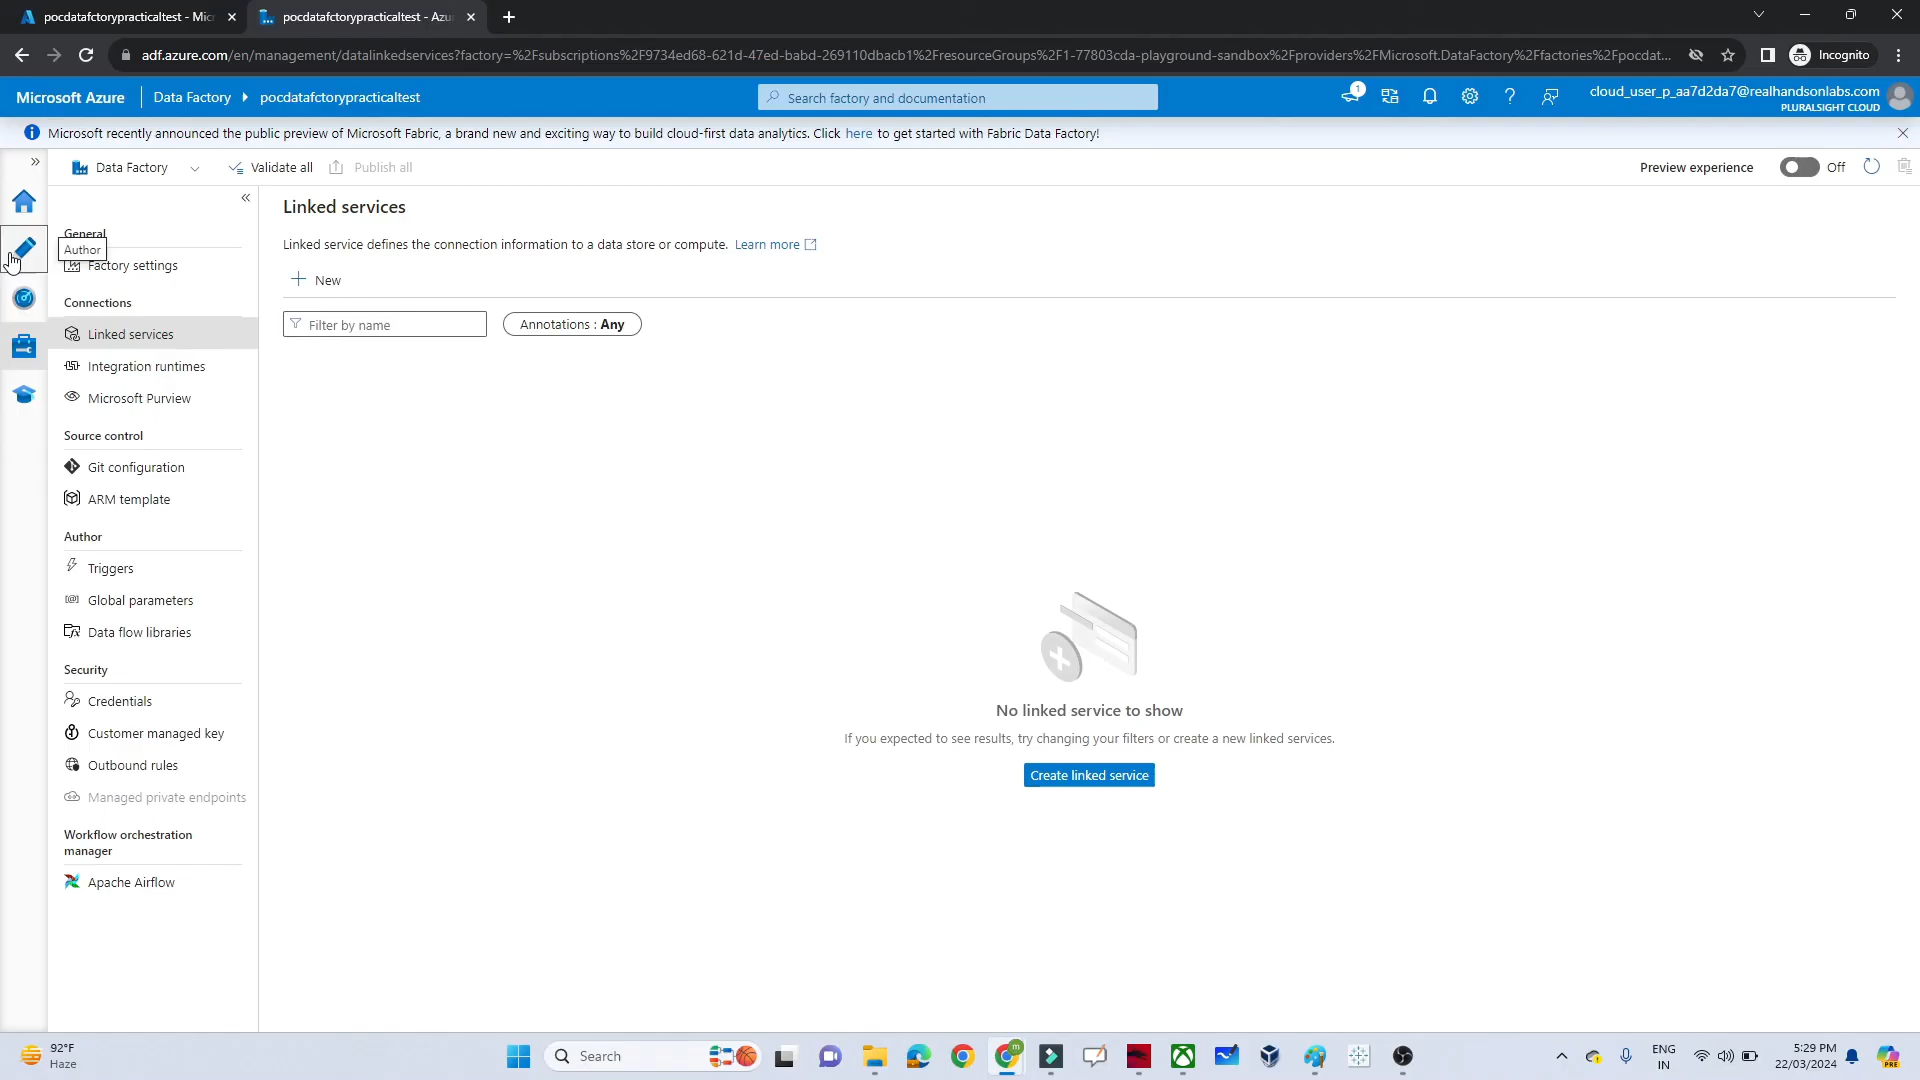 pocdatafctorypracticaltest - Mic
pocdatafctorypracticaltest - Azu
adf.azure.com/en/management/datalinkedservices?factory=%2Fsubscriptions%2F9734ed68-621d-47ed-babd-269110dbacb1%2FresourceGroups%2F1-77803cda-playground-sandbox%2Fproviders%2FMicrosoft.DataFactory%2Ffactories%2Fpocdat...
Incognito
Microsoft Azure
Data Factory
pocdatafctorypracticaltest
Search factory and documentation
1
cloud_user_p_aa7d2da7@realhandsonlabs.com
PLURALSIGHT CLOUD
Microsoft recently announced the public preview of Microsoft Fabric, a brand new and exciting way to build cloud-first data analytics. Click here to get started with Fabric Data Factory!
Data Factory
Validate all
Publish all
Preview experience
Off
General
Author
Factory settings
Connections
Linked services
Integration runtimes
Microsoft Purview
Source control
Git configuration
ARM template
Author
Triggers
Global parameters
Data flow libraries
Security
Credentials
Customer managed key
Outbound rules
Managed private endpoints
Workflow orchestration
manager
Apache Airflow
Linked services
Linked service defines the connection information to a data store or compute. Learn more
New
Filter by name
Annotations : Any
No linked service to show
If you expected to see results, try changing your filters or create a new linked services.
Create linked service
92°F
Haze
Search
m
ENG
IN
5:29 PM
22/03/2024
PRE